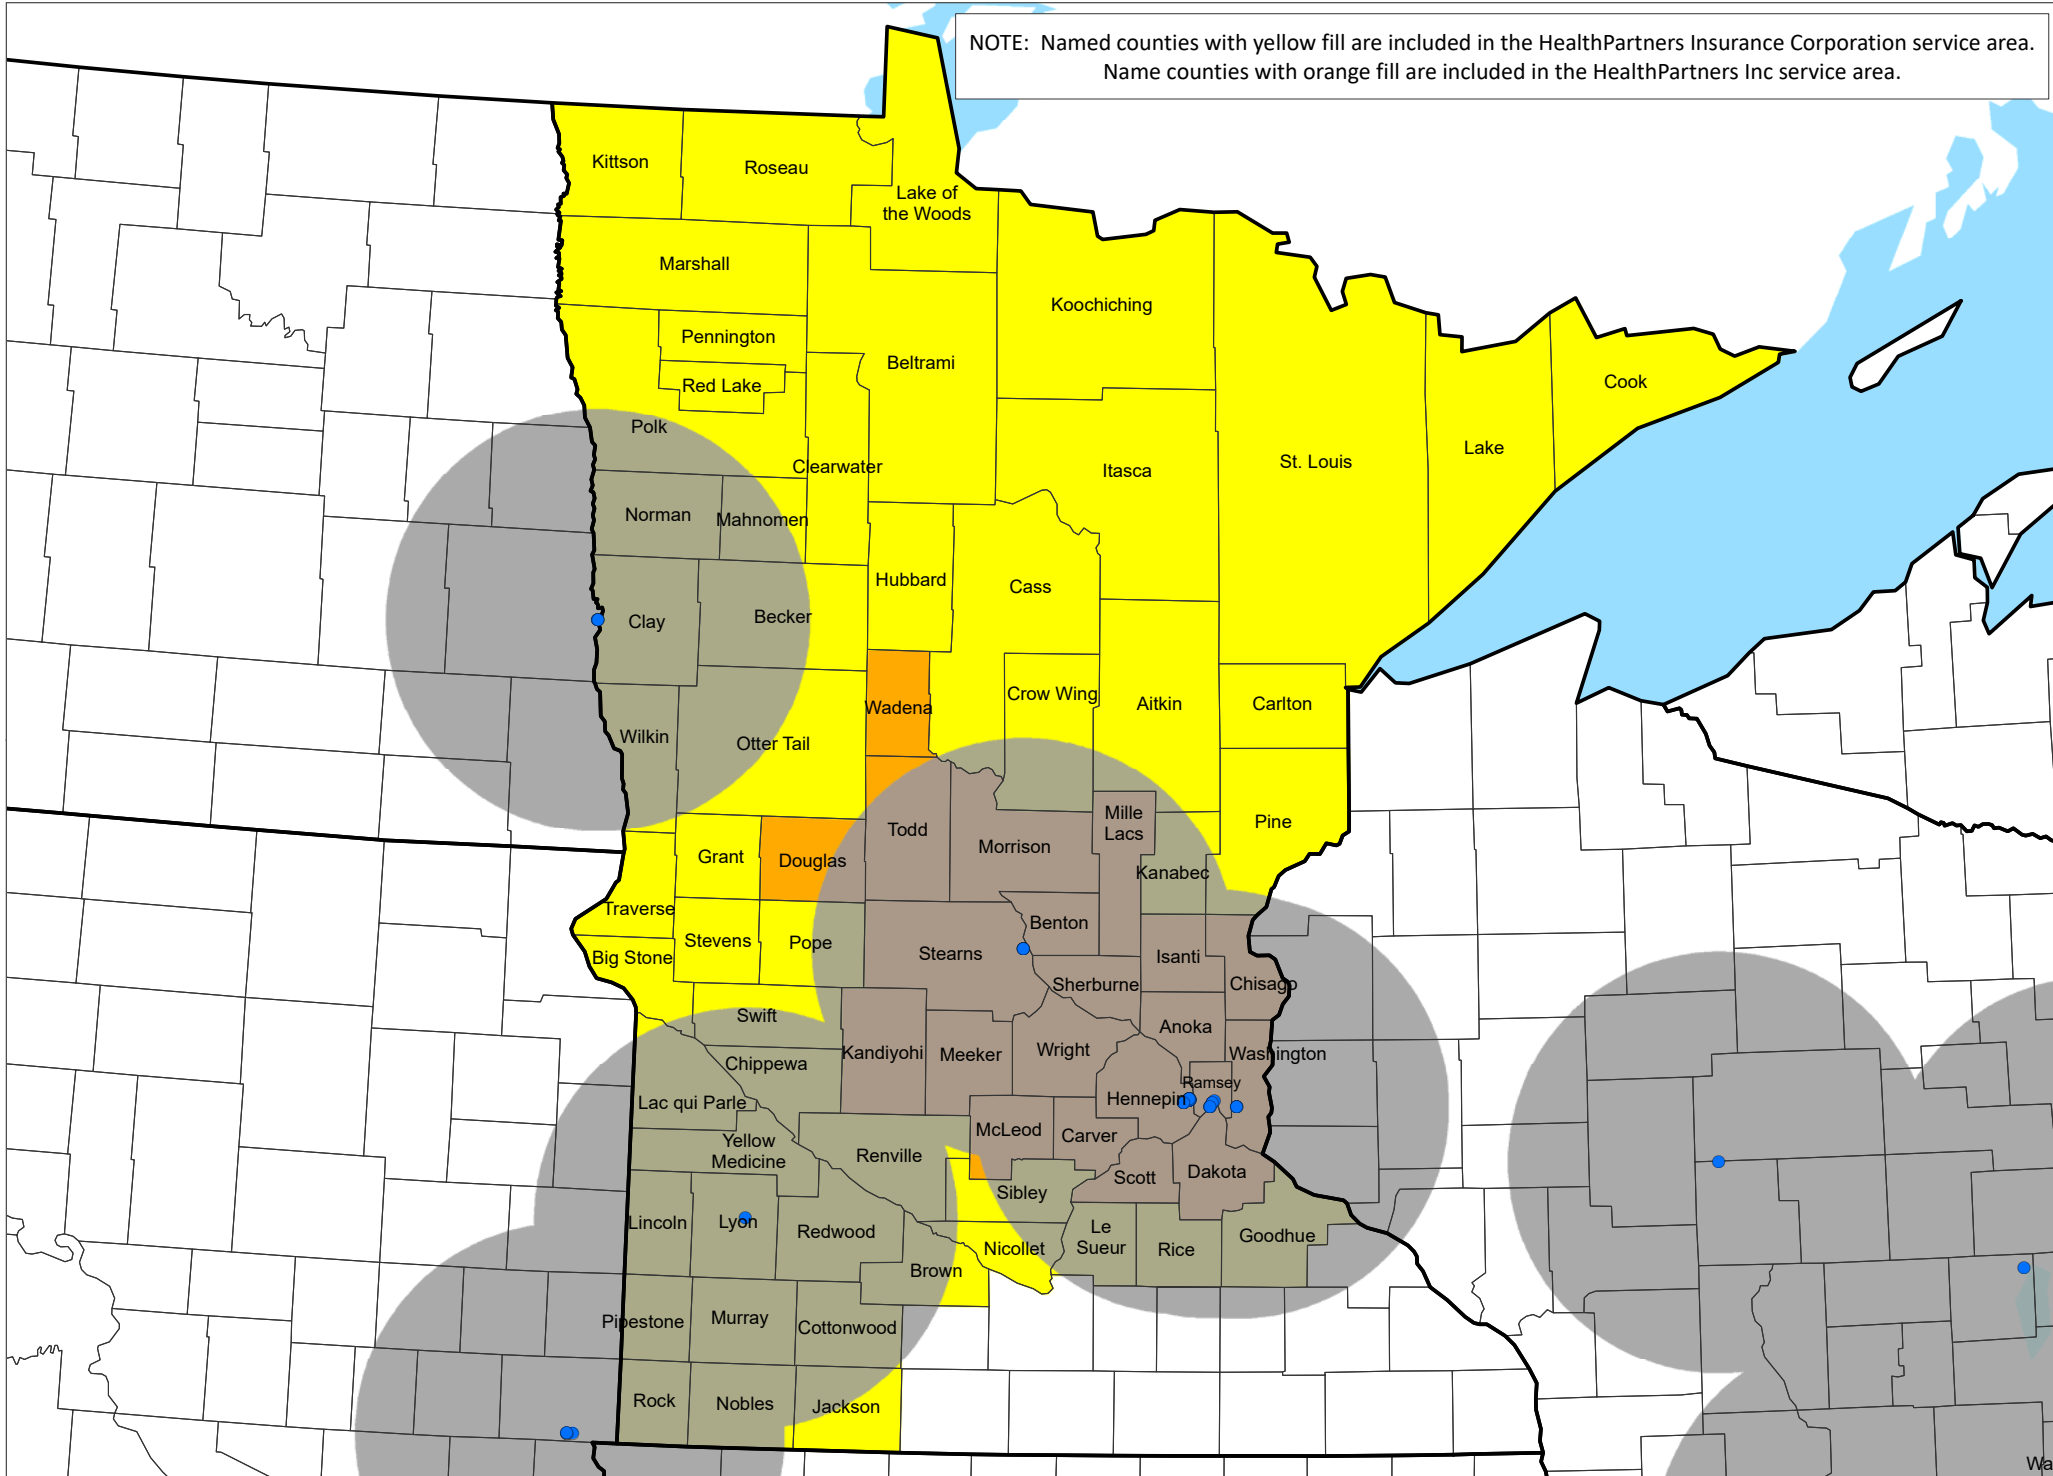 NOTE: Named counties with yellow fill are included in the HealthPartners Insurance Corporation service area.
Name counties with orange fill are included in the HealthPartners Inc service area.
Kittson
Roseau
Lake of
the Woods
Marshall
Koochiching
Pennington
Beltrami
Red Lake
Cook
Polk
Lake
St. Louis
Clearwater
Itasca
Norman
Mahnomen
Hubbard
Cass
Becker
Clay
Crow Wing
Aitkin
Carlton
Wadena
Wilkin
Otter Tail
Mille
Lacs
Pine
Todd
Morrison
Grant
Douglas
Kanabec
Traverse
Benton
Stevens
Pope
Stearns
Isanti
Big Stone
Sherburne
Chisago
Swift
Anoka
Kandiyohi
Meeker
Wright
Washington
Chippewa
Ramsey
Lac qui Parle
Hennepin
McLeod
Carver
Yellow
Medicine
Renville
Scott
Dakota
Sibley
Lincoln
Lyon
Redwood
Le
Sueur
Rice
Goodhue
Nicollet
Brown
Pipestone
Murray
Cottonwood
Rock
Nobles
Jackson
Wa